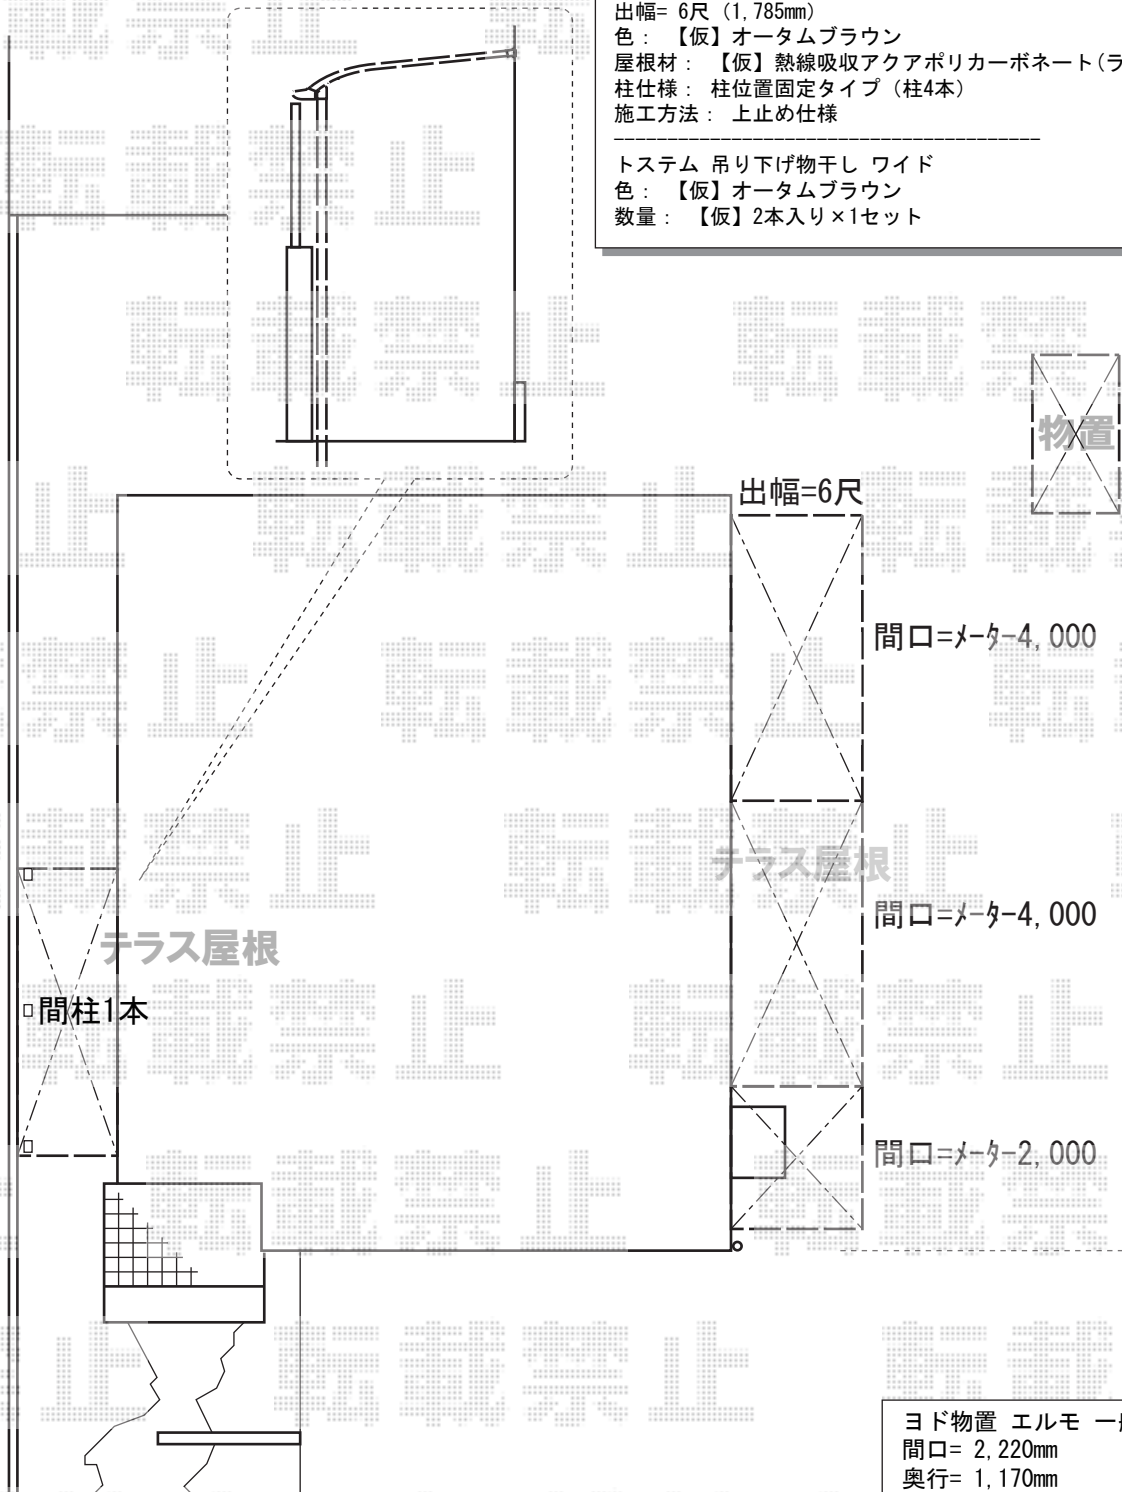 出幅= 6尺 (1,785mm)
色： 【仮】オータムブラウン
屋根材： 【仮】熱線吸収アクアポリカーボネート(ラ
柱仕様： 柱位置固定タイプ（柱4本）
施工方法： 上止め仕様
トステム 吊り下げ物干し ワイド
色： 【仮】オータムブラウン
数量： 【仮】2本入り×1セット
物置
出幅=6尺
間口=ﾒｰﾀｰ4,000
テラス屋根
間口=ﾒｰﾀｰ4,000
テラス屋根
間柱1本
間口=ﾒｰﾀｰ2,000
ヨド物置 エルモ 一
間口= 2,220mm
奥行= 1,170mm
転載禁止